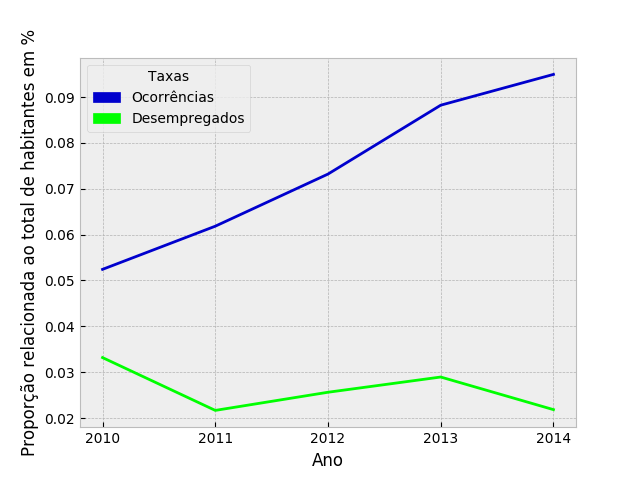 Proporção relacionada ao total de habitantes em %
Taxas
Ocorrências
Desempregados
0.09
0.08
0.07
0.06
0.05
0.04
0.03
0.02
2010 2011 2012 2013 2014
Ano